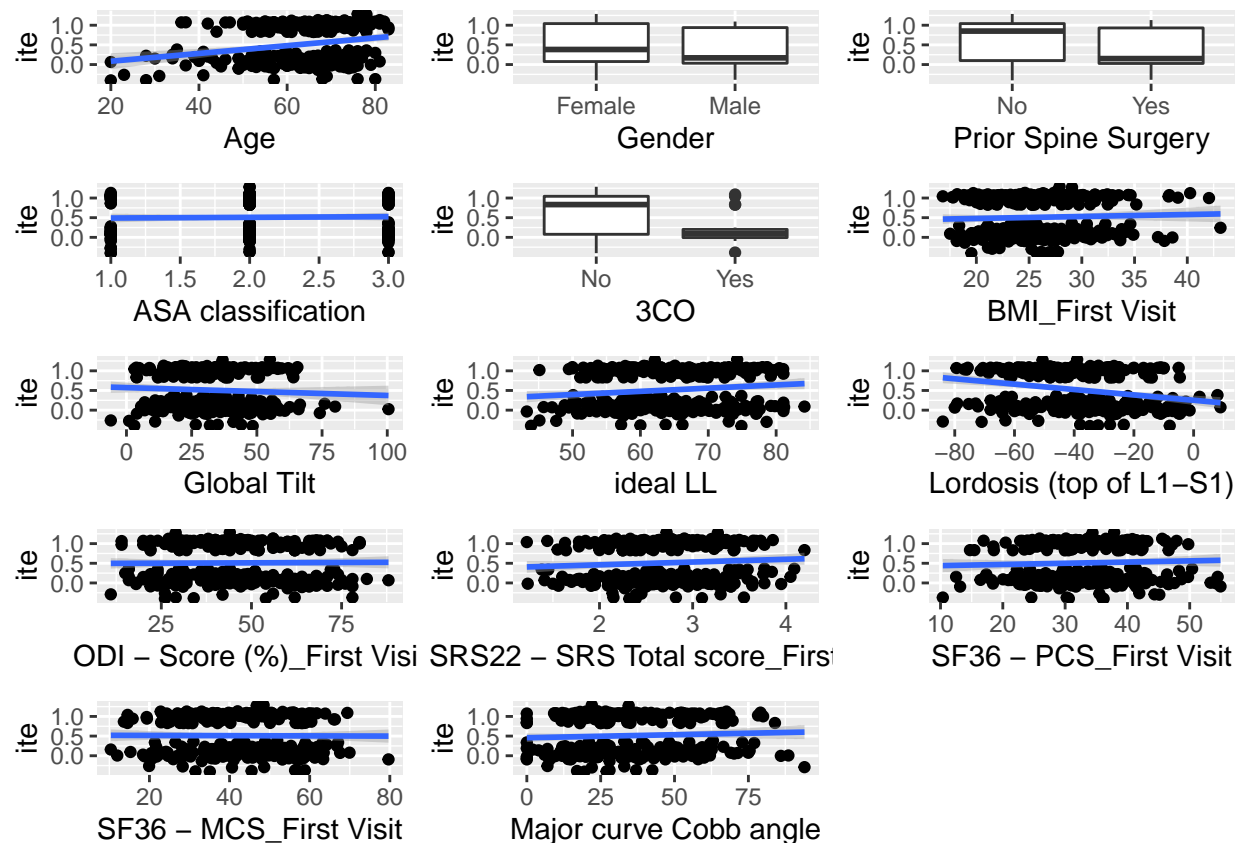 ite 1.0 0.5 0.0 20 40 60 80 Age
ite 1.0 0.5 0.0 Female Male Gender
ite 1.0 0.5 0.0 No Yes Prior Spine Surgery
ite 1.0 0.5 0.0 1.0 1.5 2.0 2.5 3.0 ASA classification
ite 1.0 0.5 0.0 No Yes 3CO
ite 1.0 0.5 0.0 20 25 30 35 40 BMI_First Visit
ite 1.0 0.5 0.0 0 25 50 75 100 Global Tilt
ite 1.0 0.5 0.0 50 60 70 80 ideal LL
ite 1.0 0.5 0.0 −80 −60 −40 −20 0 Lordosis (top of L1−S1)
ite 1.0 0.5 0.0 25 50 75 ODI − Score (%)_First Visi
ite 1.0 0.5 0.0 2 3 4 SRS22 − SRS Total score_First
ite 1.0 0.5 0.0 10 20 30 40 50 SF36 − PCS_First Visit
ite 1.0 0.5 0.0 20 40 60 80 SF36 − MCS_First Visit
ite 1.0 0.5 0.0 0 25 50 75 Major curve Cobb angle